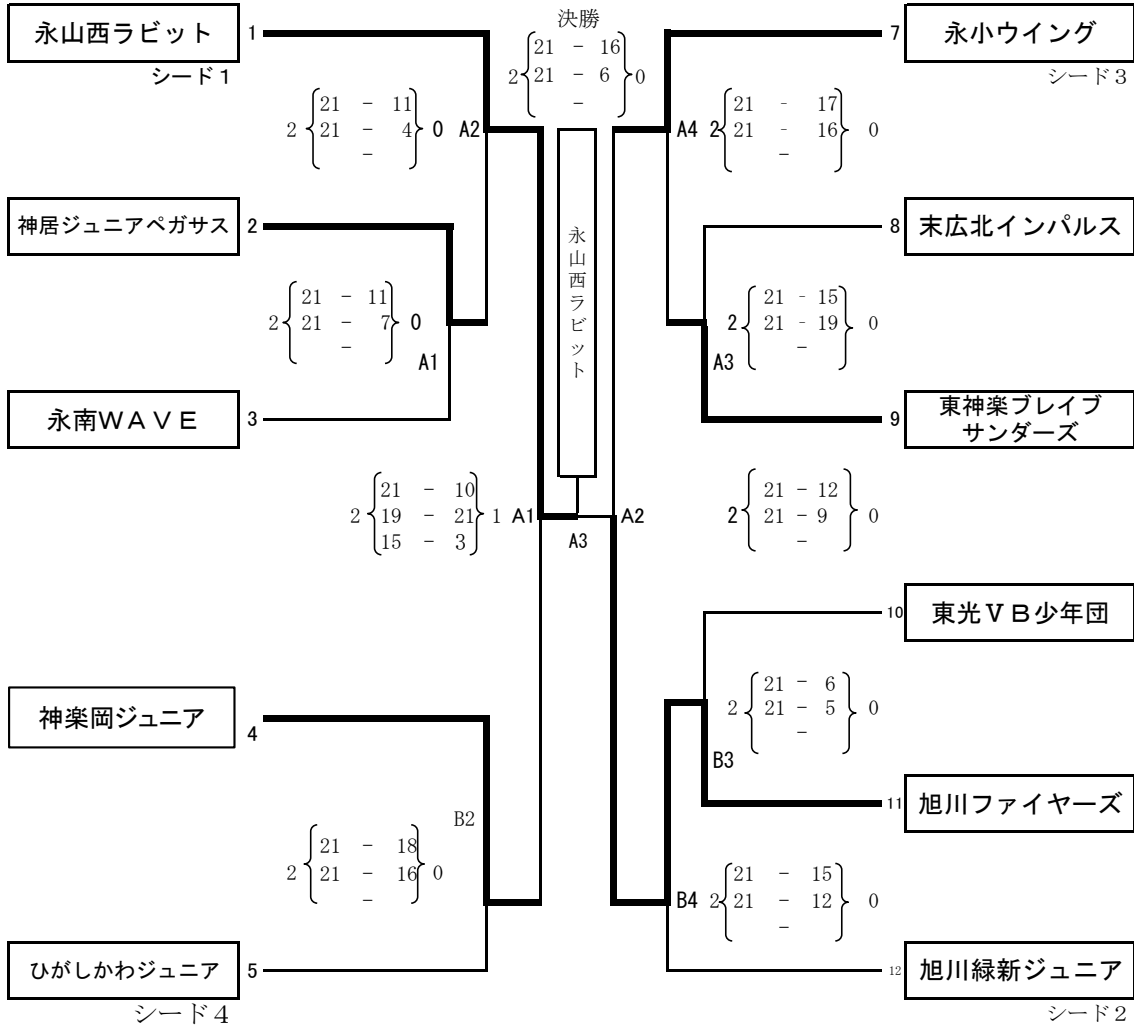 決勝
永山西ラビット 1
シード１
21 － 16
2 21 － 6 0
－
7 永小ウイング
シード３
21 － 11
2 21 － 4 0 A2
－
A4 2 21 － 17
21 － 16 0
－
神居ジュニアペガサス 2
8 末広北インパルス
永山西ラビット
21 － 11
2 21 － 7 0
－
A1
21 － 15
2 21 － 19 0
－
A3
永南ＷＡＶＥ 3
9 東神楽ブレイブ
サンダーズ
21 － 10
2 19 － 21 1 A1
15 － 3
A3
A2
21 － 12
2 21 － 9 0
－
10 東光ＶＢ少年団
神楽岡ジュニア 4
21 － 6
2 21 － 5 0
－
B3
11 旭川ファイヤーズ
B2
21 － 18
2 21 － 16 0
－
B4 2 21 － 15
21 － 12 0
－
ひがしかわジュニア 5
シード４
12 旭川緑新ジュニア
シード２